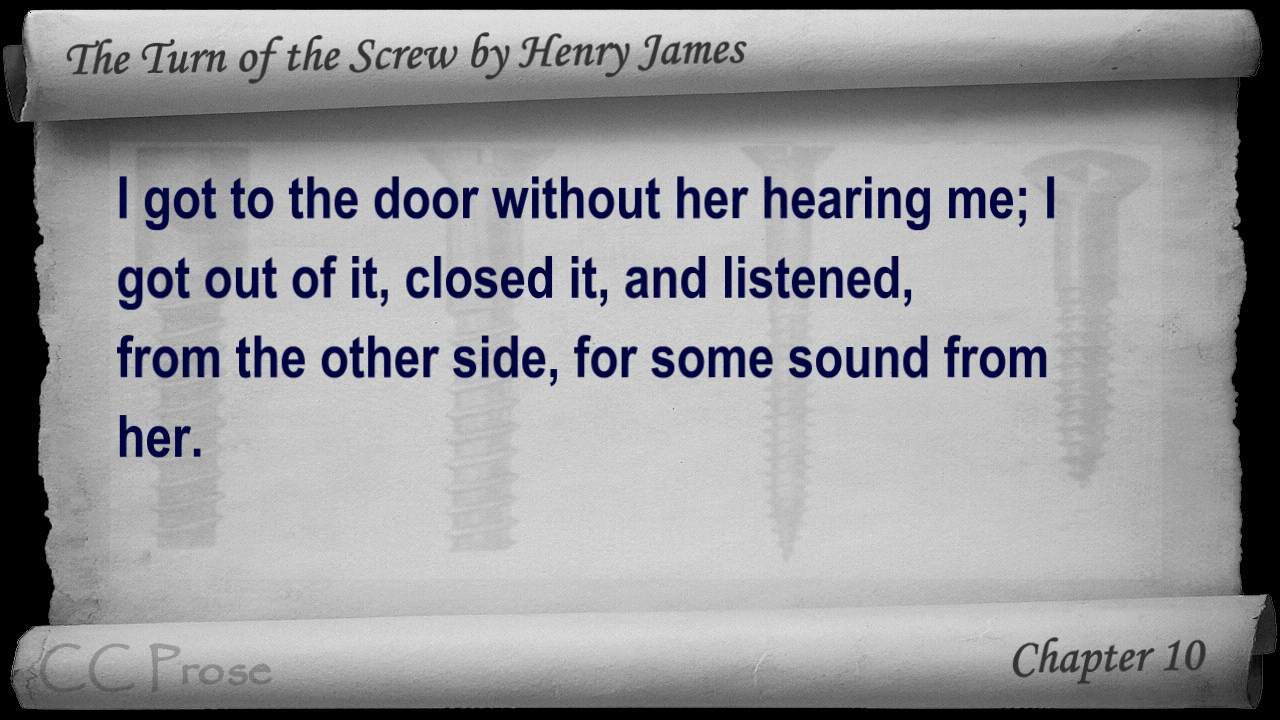 The Turn of the Screw by Henry James
I got to the door without her hearing me; I
got out of it, closed it, and listened,
from the other side, for some sound from
her.
CC Prose
Chapter 10